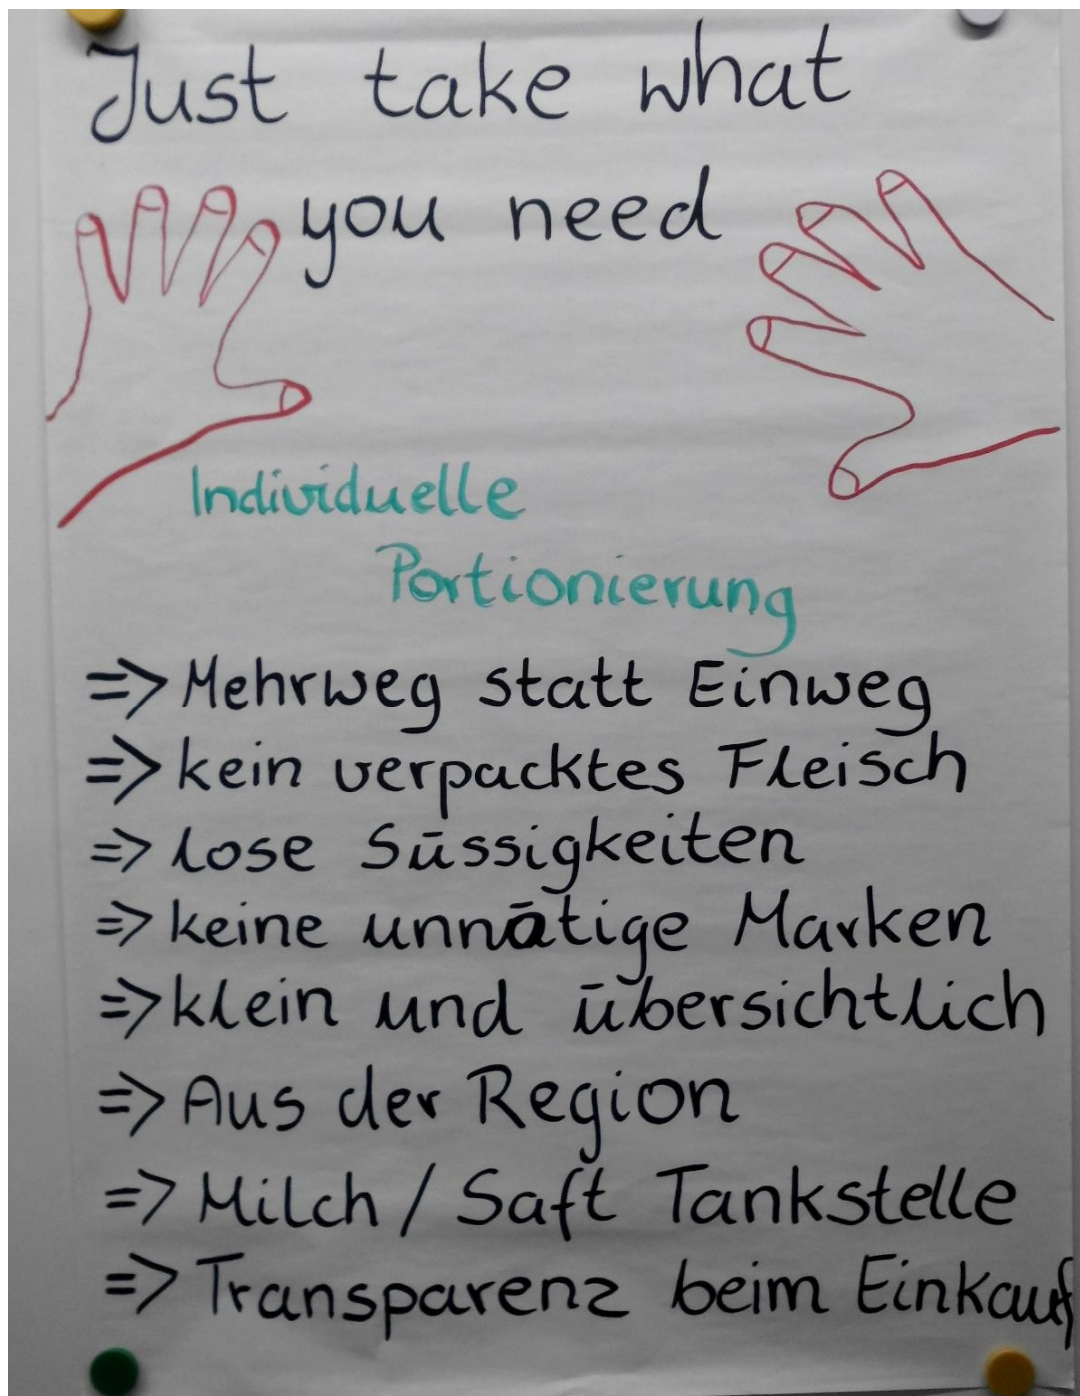 Just take what
you need
Individuelle
Portionierung
=> Mehrweg statt Einweg
=> kein verpacktes Fleisch
=> lose Süssigkeiten
=> keine unnötige Marken
=> klein und übersichtlich
=> Aus der Region
=> Milch / Saft Tankstelle
=> Transparenz beim Einkauf